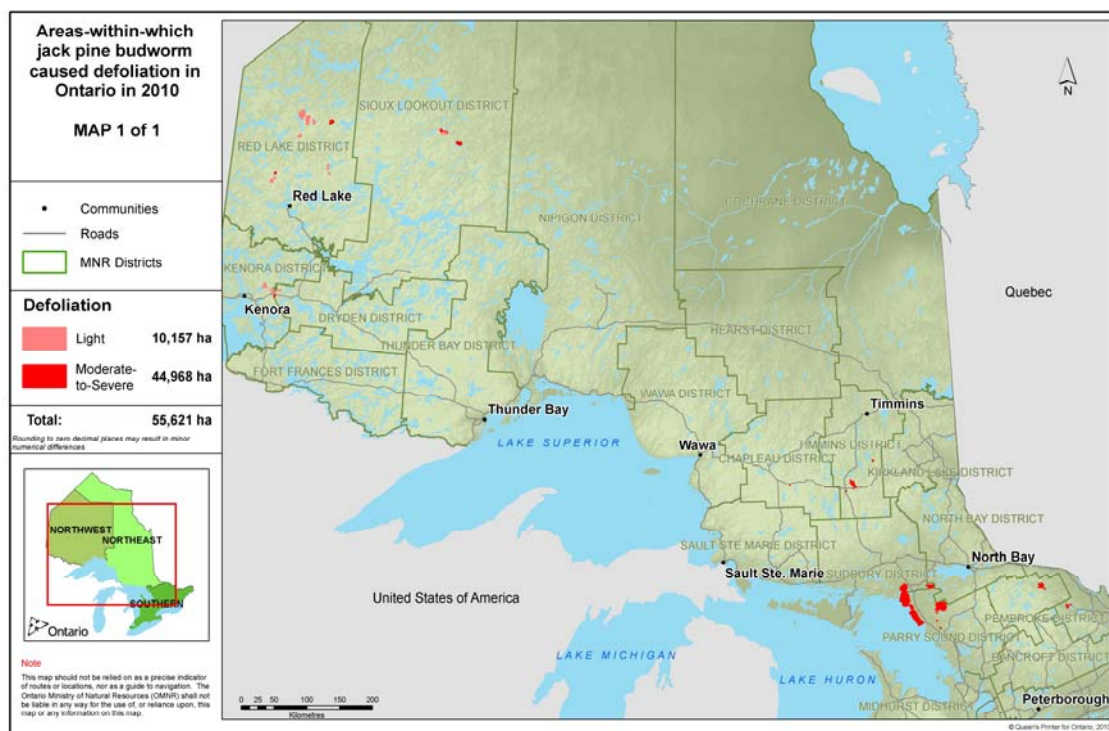 Areas-within-which
jack pine budworm
caused defoliation in
Ontario in 2010
MAP 1 of 1
Communities
Roads
MNR Districts
Defoliation
Light 10,157 ha
Moderate-
to-Severe 44,968 ha
Total: 55,621 ha
Rounding to zero decimal places may result in minor
numerical differences
NORTHWEST
NORTHEAST
SOUTHERN
Ontario
Note
This map should not be relied on as a precise indicator
of routes or locations, nor as a guide to navigation. The
Ontario Ministry of Natural Resources (OMNR) shall not
be liable in any way for the use of, or reliance upon, this
map or any information on this map.
N
SIOUX LOOKOUT DISTRICT
RED LAKE DISTRICT
Red Lake
COCHRANE DISTRICT
NIPIGON DISTRICT
KENORA DISTRICT
Quebec
Kenora
DRYDEN DISTRICT
HEARST DISTRICT
THUNDER BAY DISTRICT
FORT FRANCES DISTRICT
WAWA DISTRICT
Timmins
Thunder Bay
LAKE SUPERIOR
Wawa
TIMMINS DISTRICT
CHAPLEAU DISTRICT
KIRKLAND LAKE DISTRICT
NORTH BAY DISTRICT
SAULT STE MARIE DISTRICT
North Bay
Sault Ste. Marie
SUDBURY DISTRICT
United States of America
PEMBROKE DISTRICT
PARRY SOUND DISTRICT
LAKE MICHIGAN
BANCROFT DISTRICT
LAKE HURON
MIDHURST DISTRICT
Peterborough
0 25 50 100 150 200
Kilometres
© Queen's Printer for Ontario, 2010